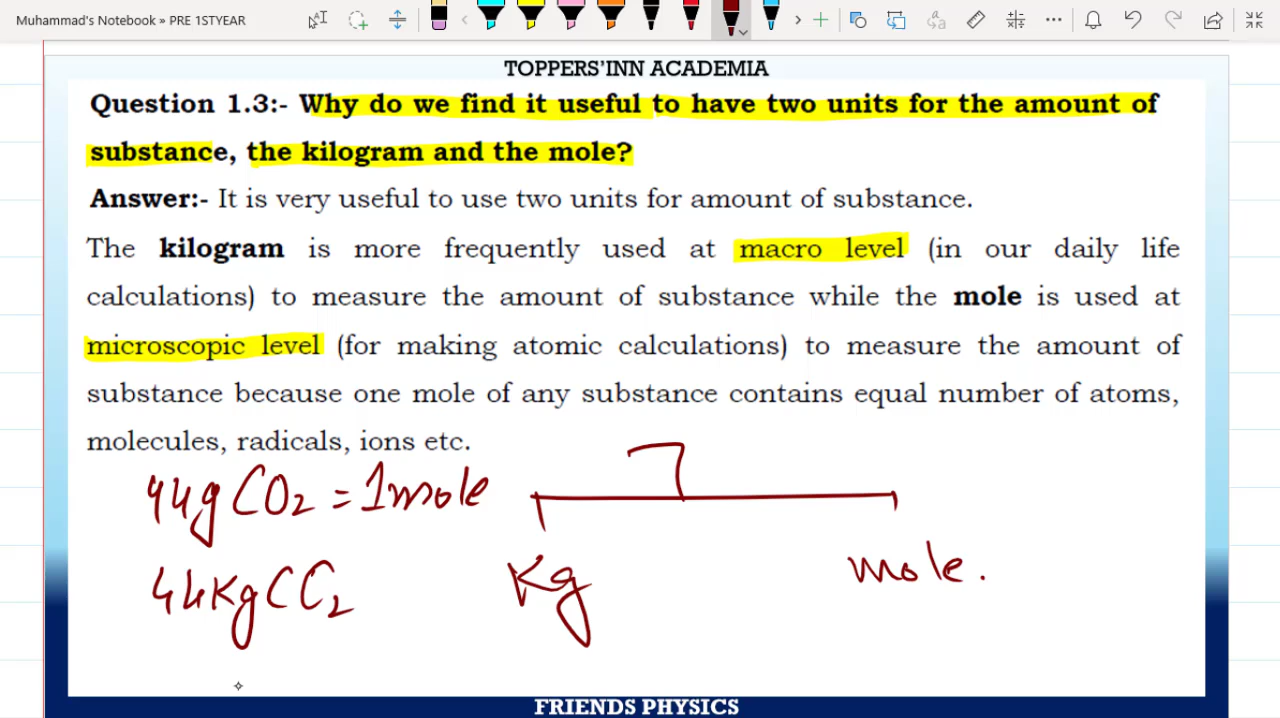 Muhammad's Notebook » PRE 1STYEAR
TOPPERS'INN ACADEMIA
Question 1.3:- Why do we find it useful to have two units for the amount of
substance, the kilogram and the mole?
Answer:- It is very useful to use two units for amount of substance.
The kilogram is more frequently used at macro level (in our daily life
calculations) to measure the amount of substance while the mole is used at
microscopic level (for making atomic calculations) to measure the amount of
substance because one mole of any substance contains equal number of atoms,
molecules, radicals, ions etc.
44g CO2 = 1mole
44Kg CC2
Kg
mole.
FRIENDS PHYSICS